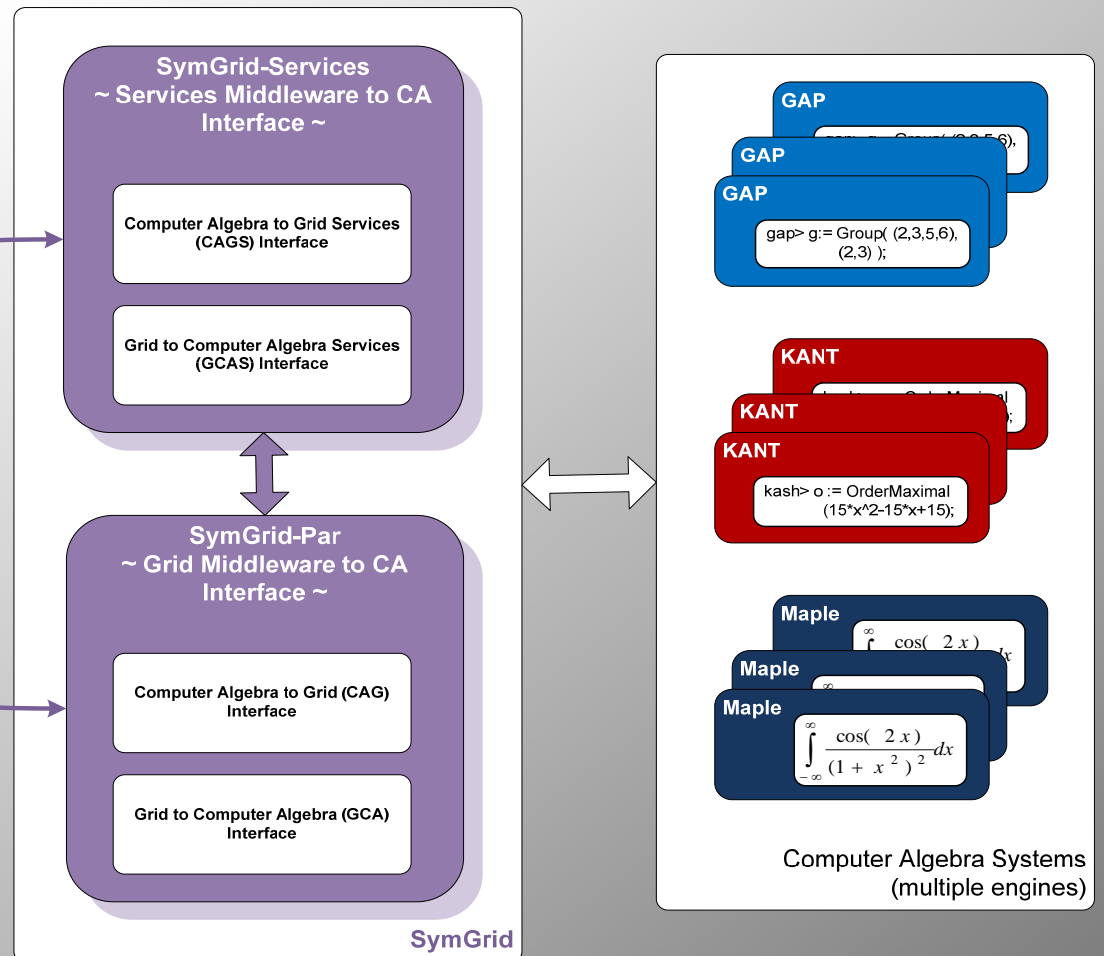 SymGrid-Services
~ Services Middleware to CA
Interface ~
Computer Algebra to Grid Services
(CAGS) Interface
Grid to Computer Algebra Services
(GCAS) Interface
SymGrid-Par
~ Grid Middleware to CA
Interface ~
Computer Algebra to Grid (CAG)
Interface
Grid to Computer Algebra (GCA)
Interface
SymGrid
GAP
GAP
GAP
gap> g:= Group( (2,3,5,6),
(2,3) );
KANT
KANT
KANT
kash> o := OrderMaximal
(15*x^2-15*x+15);
Maple
cos( 2 x )
Maple
Maple
∞
∫ cos( 2 x ) dx
-∞ (1 + x 2 ) 2
Computer Algebra Systems
(multiple engines)